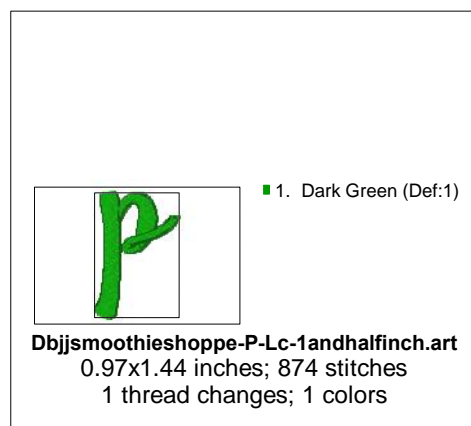 p
1. Dark Green (Def:1)
Dbjjsmoothieshoppe-P-Lc-1andhalfinch.art
0.97x1.44 inches; 874 stitches
1 thread changes; 1 colors